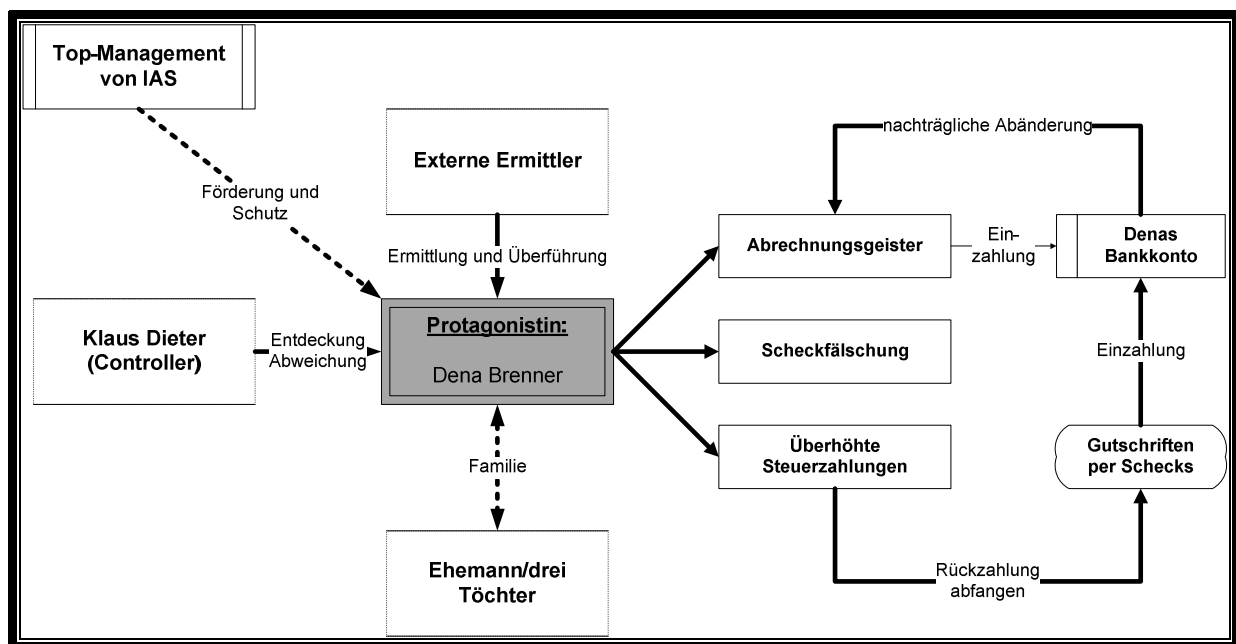 Top-Management
von IAS
Förderung und
Schutz
Externe Ermittler
Ermittlung und Überführung
Klaus Dieter
(Controller)
Entdeckung
Abweichung
Protagonistin:
Dena Brenner
Familie
Ehemann/drei
Töchter
nachträgliche Abänderung
Abrechnungsgeister
Ein-
zahlung
Denas
Bankkonto
Scheckfälschung
Einzahlung
Überhöhte
Steuerzahlungen
Gutschriften
per Schecks
Rückzahlung
abfangen